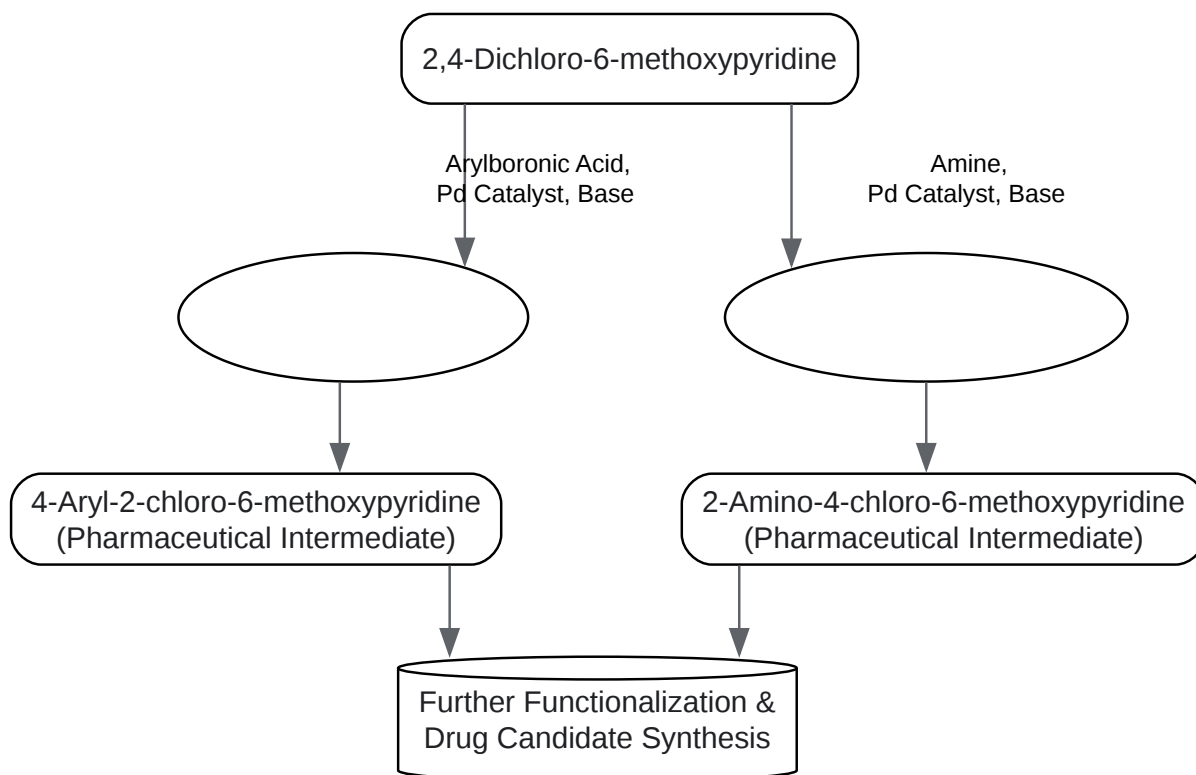 2,4-Dichloro-6-methoxypyridine
Arylboronic Acid,
Pd Catalyst, Base
Amine,
Pd Catalyst, Base
4-Aryl-2-chloro-6-methoxypyridine
(Pharmaceutical Intermediate)
2-Amino-4-chloro-6-methoxypyridine
(Pharmaceutical Intermediate)
Further Functionalization &
Drug Candidate Synthesis